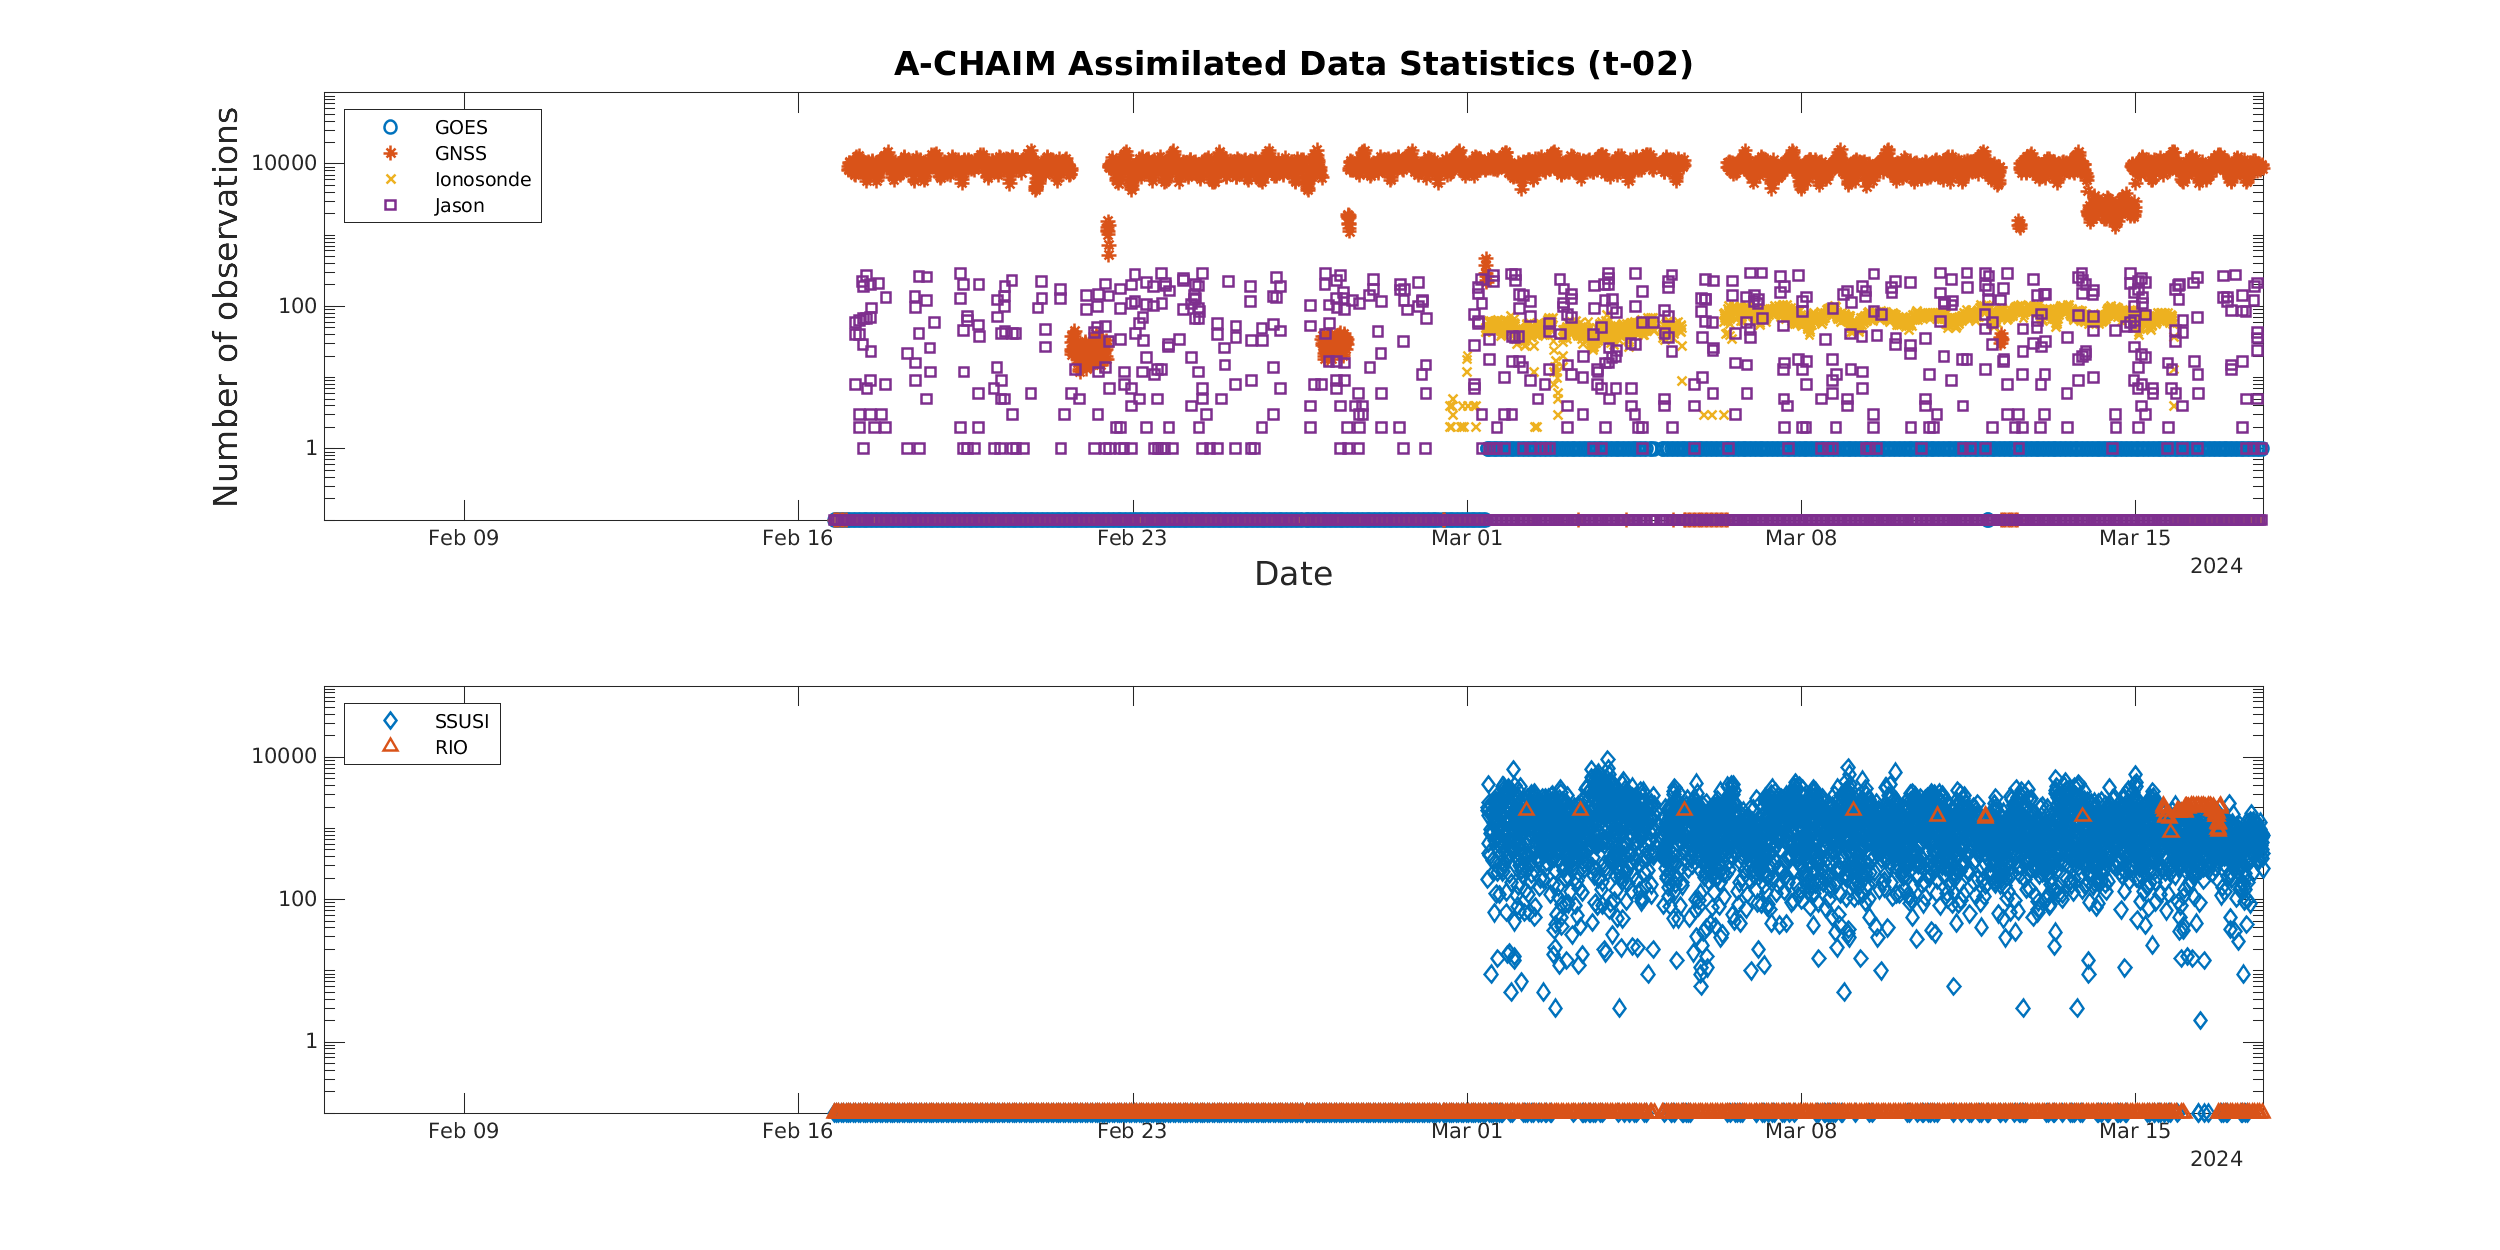 A-CHAIM Assimilated Data Statistics (t-02)
Number of observations
10000
100
1
GOES
GNSS
Ionosonde
Jason
Feb 09 Feb 16 Feb 23 Mar 01 Mar 08 Mar 15
2024
Date
10000
100
1
SSUSI
RIO
Feb 09 Feb 16 Feb 23 Mar 01 Mar 08 Mar 15
2024